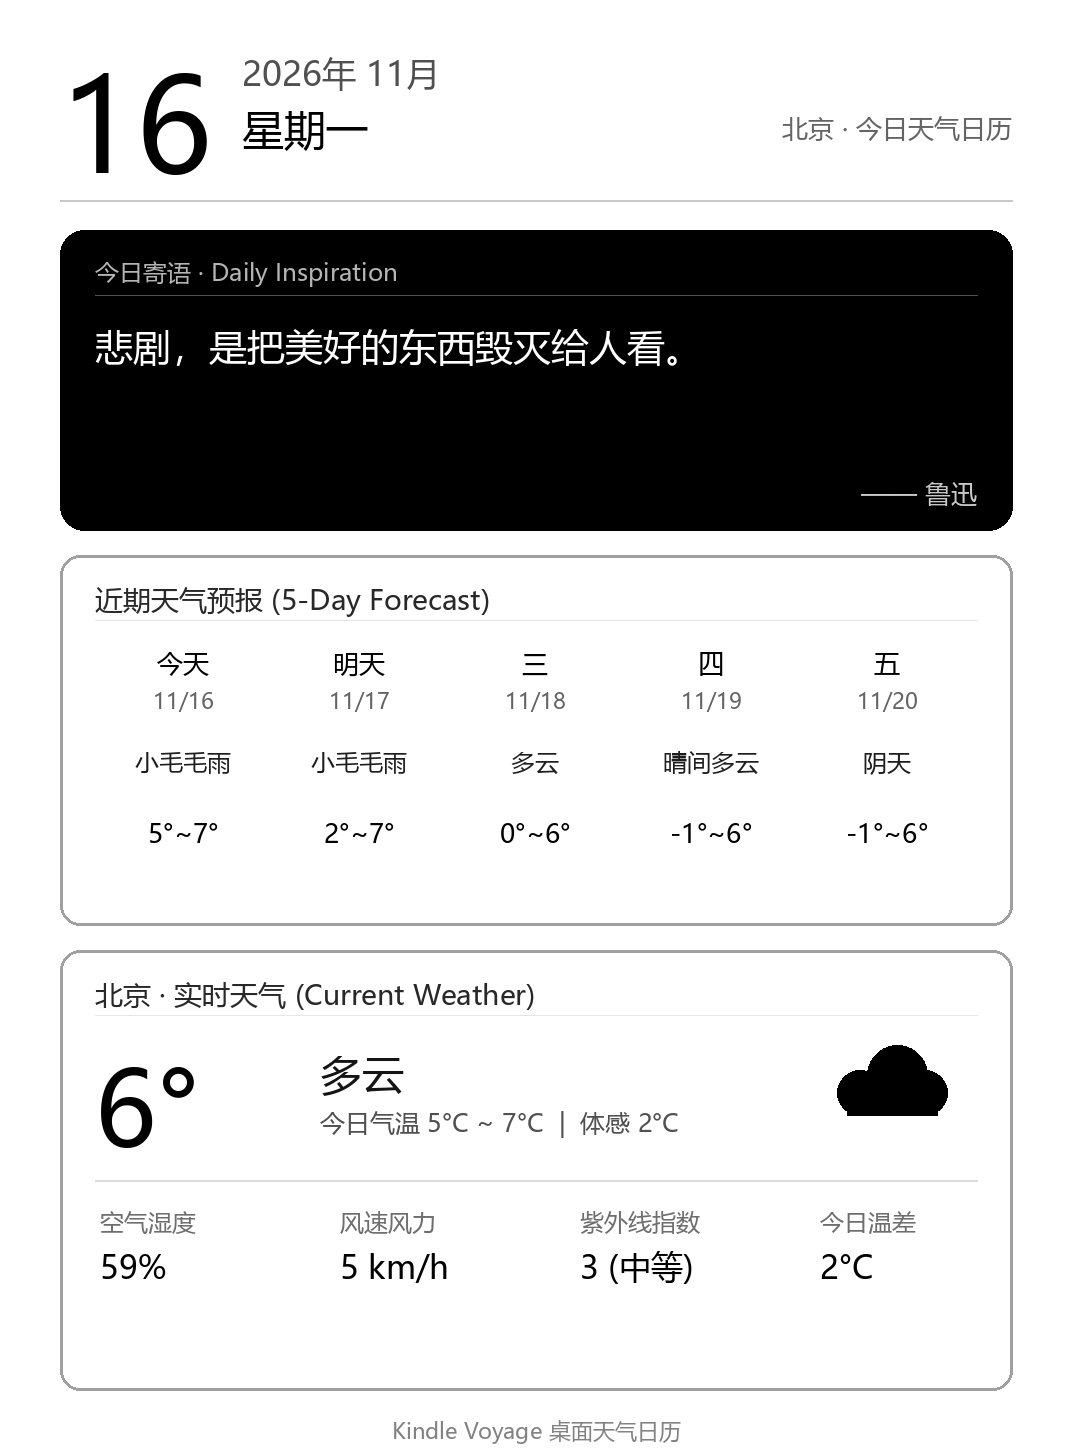 16
2026年 11月
星期一
北京 · 今日天气日历
今日寄语 · Daily Inspiration
悲剧，是把美好的东西毁灭给人看。
—— 鲁迅
近期天气预报 (5-Day Forecast)
今天 明天 三 四 五
11/16 11/17 11/18 11/19 11/20
小毛毛雨 小毛毛雨 多云 晴间多云 阴天
5°~7° 2°~7° 0°~6° -1°~6° -1°~6°
北京 · 实时天气 (Current Weather)
6°
多云
今日气温 5°C ~ 7°C | 体感 2°C
空气湿度 风速风力 紫外线指数 今日温差
59% 5 km/h 3 (中等) 2°C
Kindle Voyage 桌面天气日历